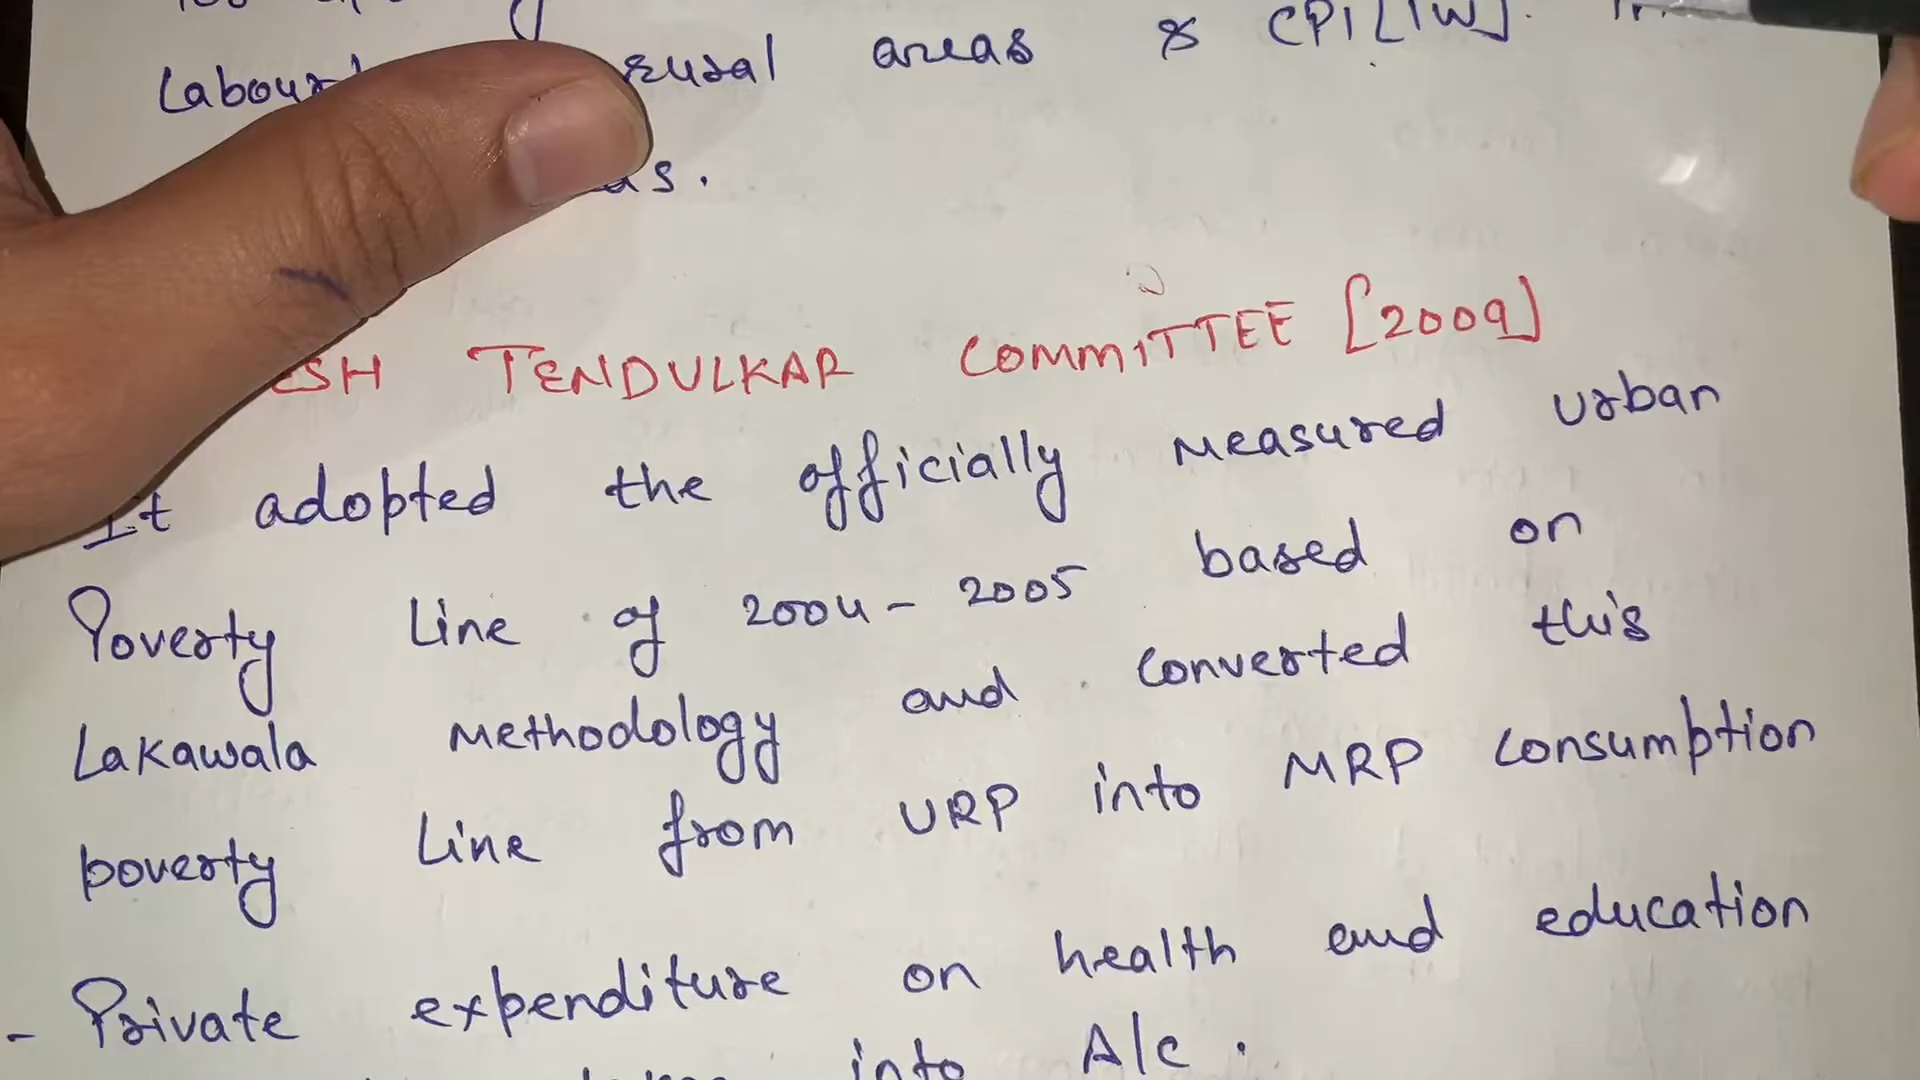 Labour rural areas & CPI [IW].
as.
ESH TENDULKAR COMMITTEE [2009]
It adopted the officially measured urban
Poverty Line of 2004 - 2005 based on
Lakawala methodology and converted this
poverty Line from URP into MRP consumption
- Private expenditure on health and education
into A/c.